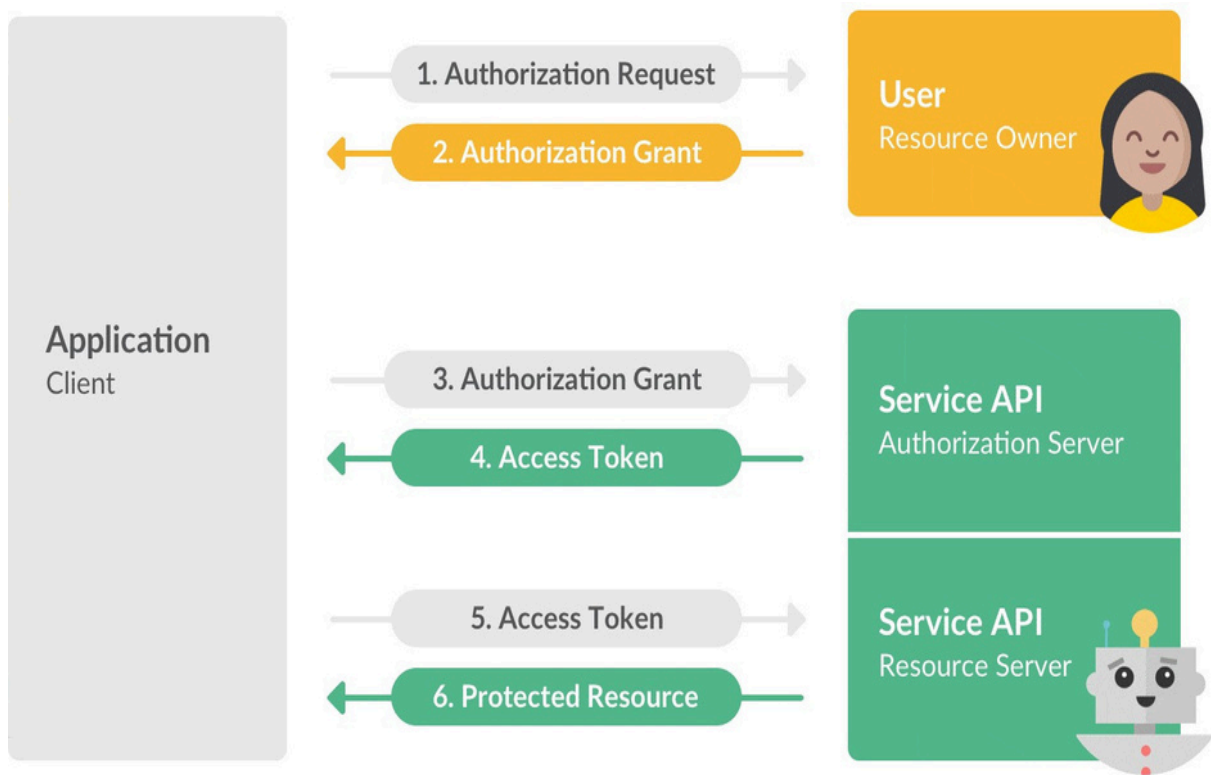 1. Authorization Request
User
Resource Owner
2. Authorization Grant
Application
Client
3. Authorization Grant
Service API
Authorization Server
4. Access Token
5. Access Token
Service API
Resource Server
6. Protected Resource